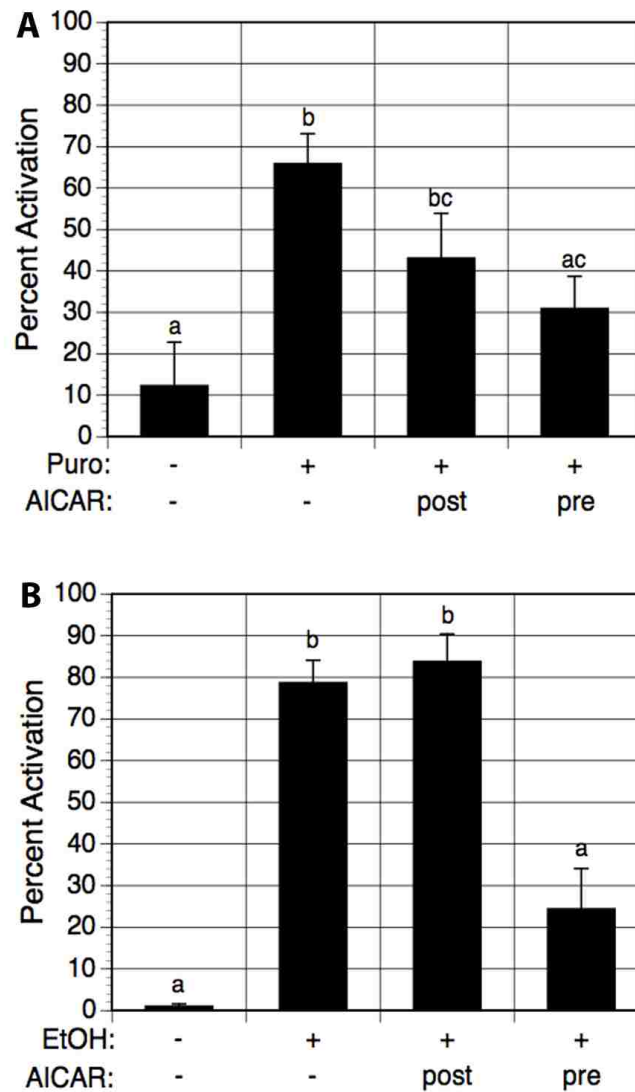 A
Percent Activation
100
90
80
70
60
50
40
30
20
10
0
a
b
bc
ac
Puro: - + + +
AICAR: - - post pre
B
Percent Activation
100
90
80
70
60
50
40
30
20
10
0
a
b
b
a
EtOH: - + + +
AICAR: - - post pre